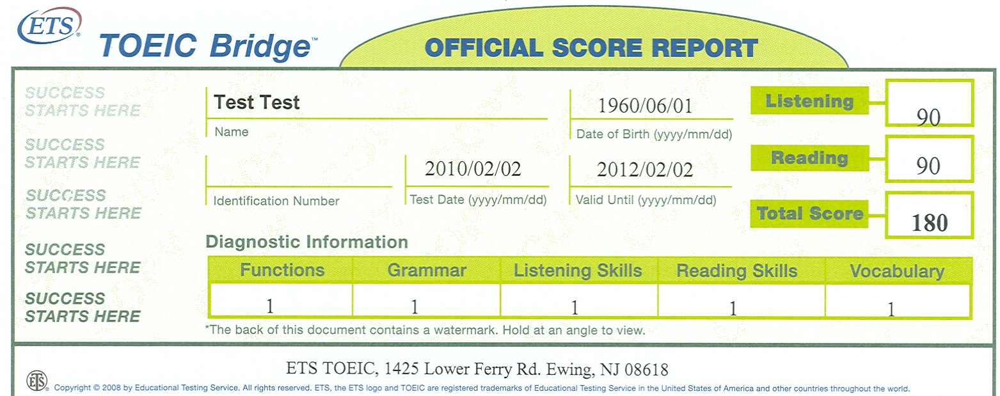 ETS®
TOEIC Bridge™
OFFICIAL SCORE REPORT
SUCCESS
STARTS HERE
SUCCESS
STARTS HERE
SUCCESS
STARTS HERE
SUCCESS
STARTS HERE
SUCCESS
STARTS HERE
Test Test
Name
1960/06/01
Date of Birth (yyyy/mm/dd)
Identification Number
2010/02/02
Test Date (yyyy/mm/dd)
2012/02/02
Valid Until (yyyy/mm/dd)
Listening 90
Reading 90
Total Score 180
Diagnostic Information
Functions Grammar Listening Skills Reading Skills Vocabulary
1 1 1 1 1
*The back of this document contains a watermark. Hold at an angle to view.
ETS TOEIC, 1425 Lower Ferry Rd. Ewing, NJ 08618
ETS® Copyright © 2008 by Educational Testing Service. All rights reserved. ETS, the ETS logo and TOEIC are registered trademarks of Educational Testing Service in the United States of America and other countries throughout the world.